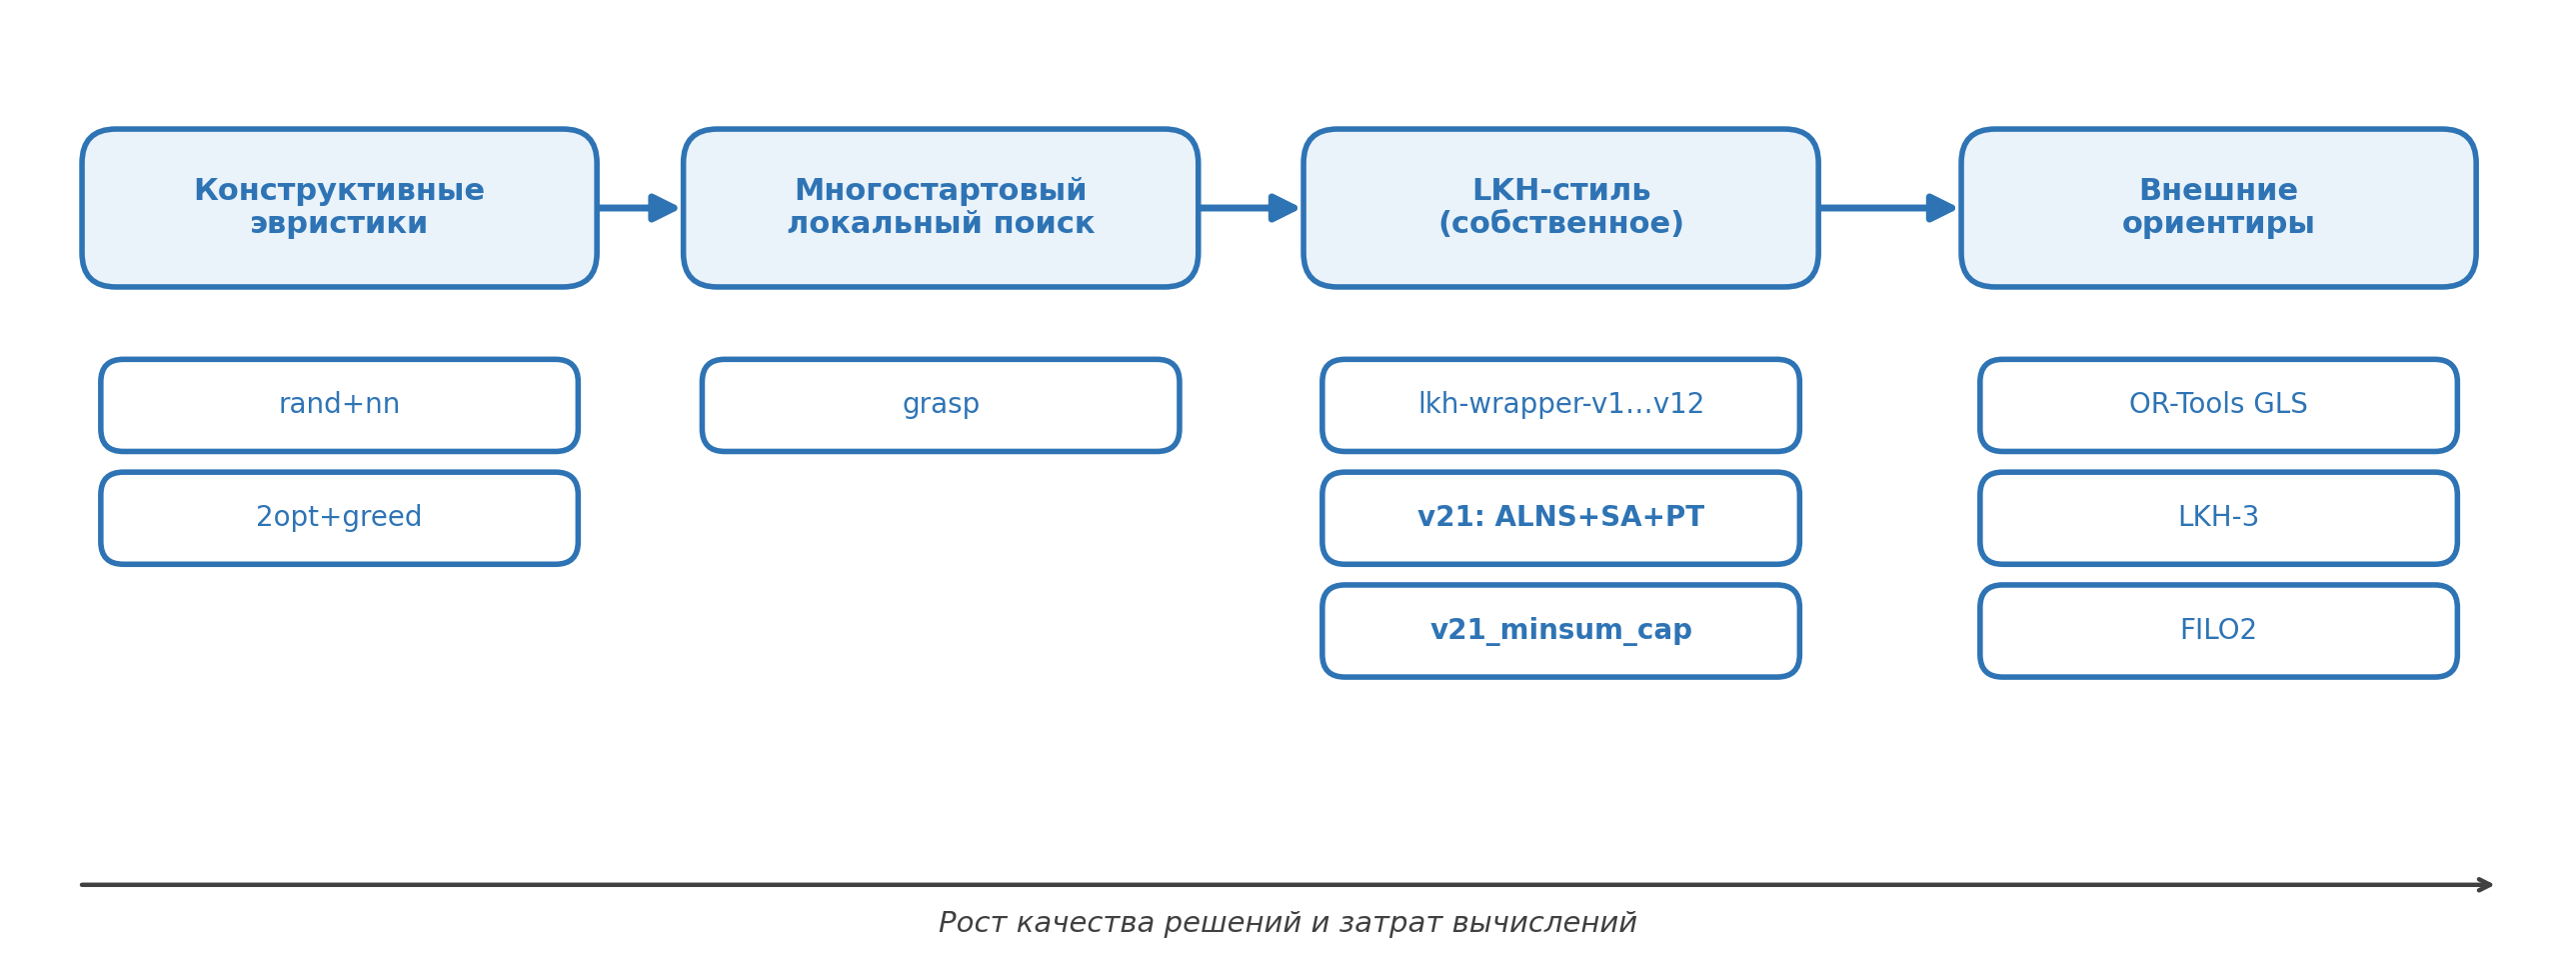 Конструктивные
эвристики
Многостартовый
локальный поиск
LKH-стиль
(собственное)
Внешние
ориентиры
rand+nn
2opt+greed
grasp
lkh-wrapper-v1...v12
v21: ALNS+SA+PT
v21_minsum_cap
OR-Tools GLS
LKH-3
FILO2
Рост качества решений и затрат вычислений